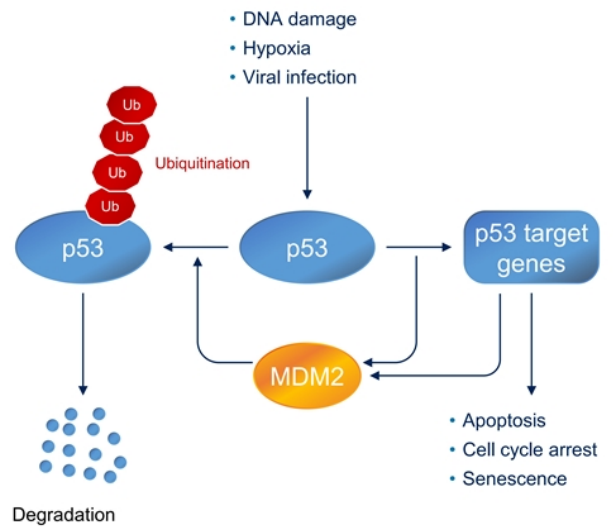 • DNA damage
• Hypoxia
• Viral infection
Ub
Ub
Ub
Ub
Ubiquitination
p53
p53
p53 target
genes
MDM2
• Apoptosis
• Cell cycle arrest
• Senescence
Degradation